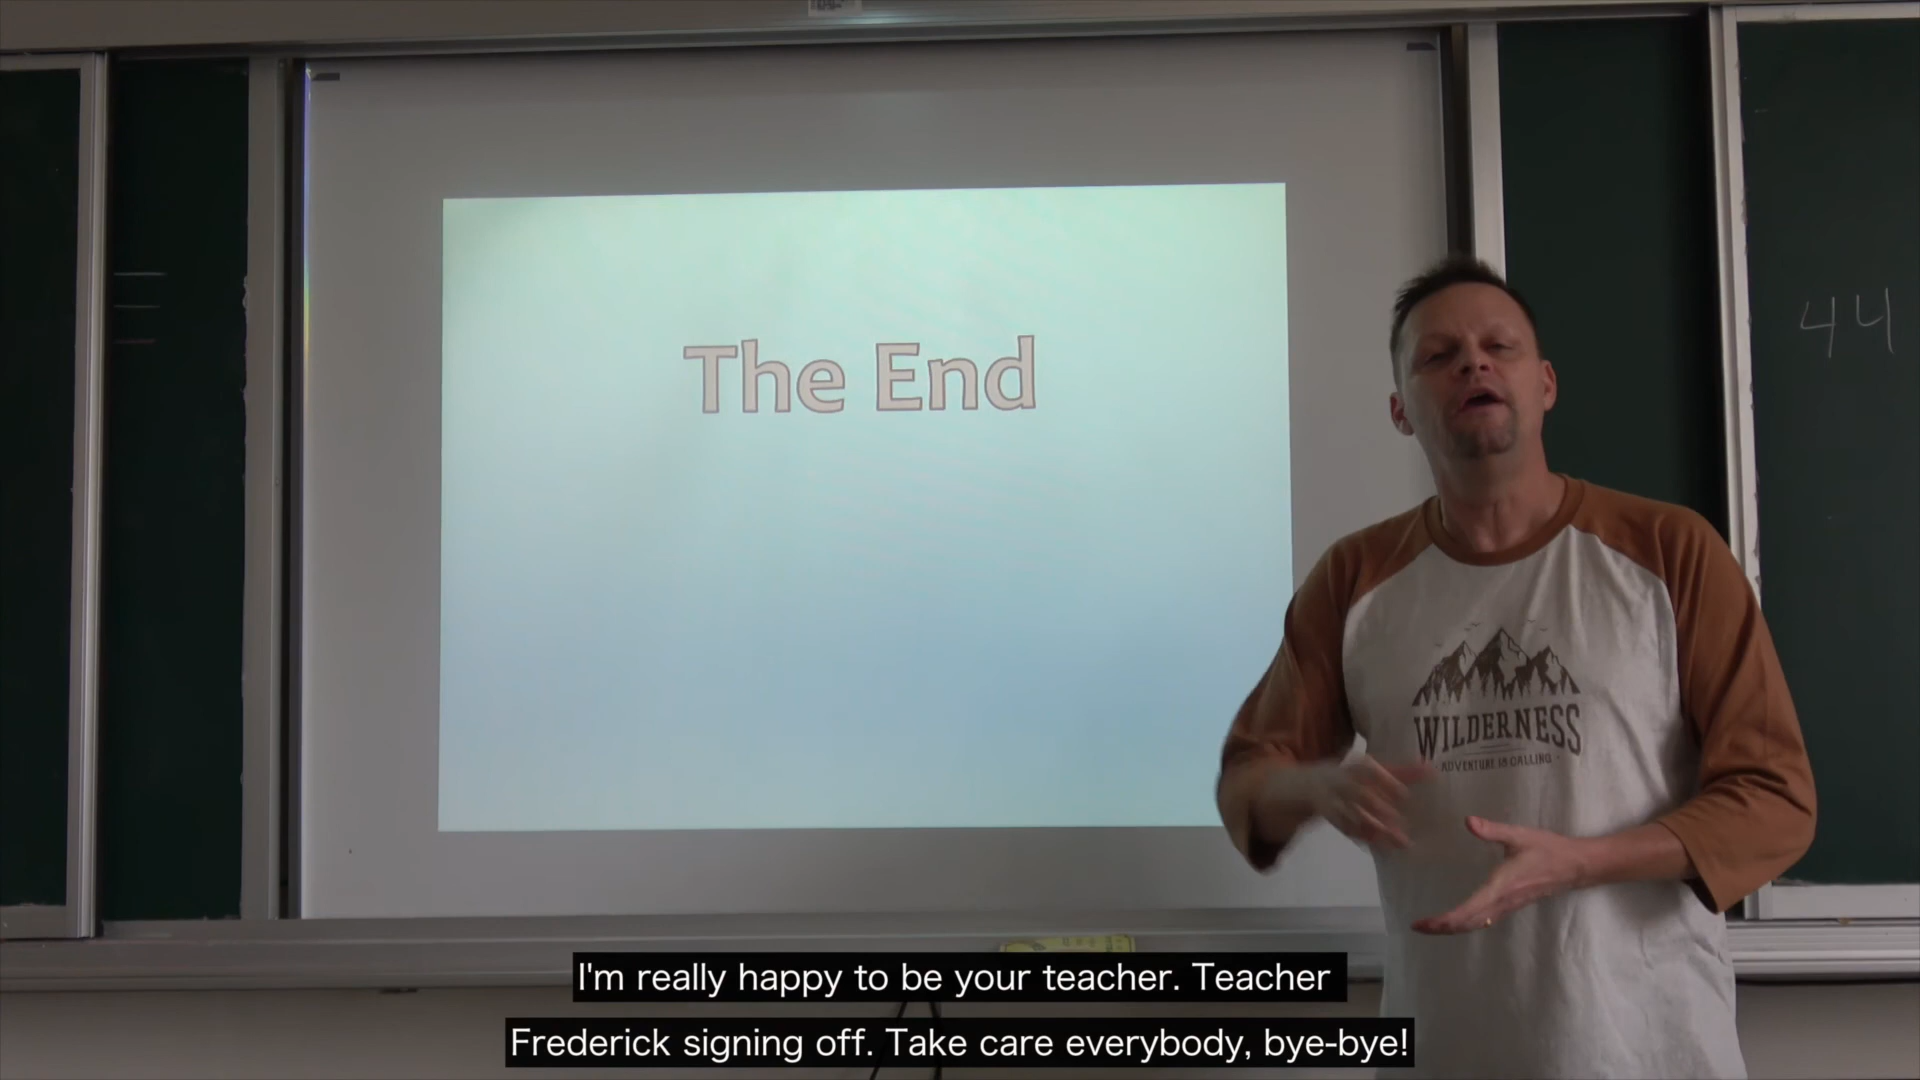 The End
44
WILDERNESS
ADVENTURE IS CALLING
I'm really happy to be your teacher. Teacher
Frederick signing off. Take care everybody, bye-bye!